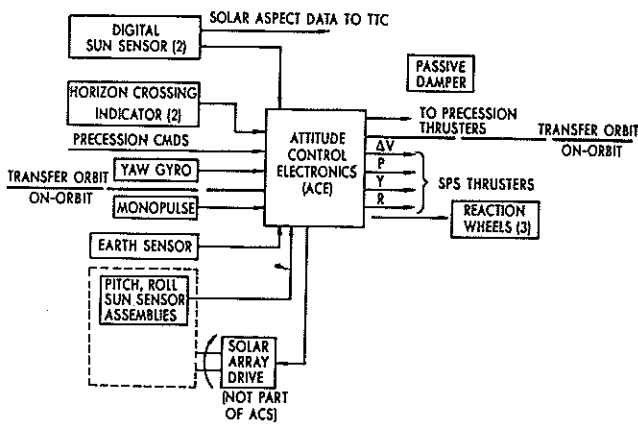 SOLAR ASPECT DATA TO TTC
DIGITAL
SUN SENSOR (2)
PASSIVE
DAMPER
HORIZON CROSSING
INDICATOR (2)
TO PRECESSION
THRUSTERS
TRANSFER ORBIT
ON-ORBIT
PRECESSION CMDS
ATTITUDE
CONTROL
ELECTRONICS
(ACE)
ΔV
P
Y
R
SPS THRUSTERS
YAW GYRO
TRANSFER ORBIT
ON-ORBIT
MONOPULSE
REACTION
WHEELS (3)
EARTH SENSOR
PITCH, ROLL
SUN SENSOR
ASSEMBLIES
SOLAR
ARRAY
DRIVE
(NOT PART
OF ACS)